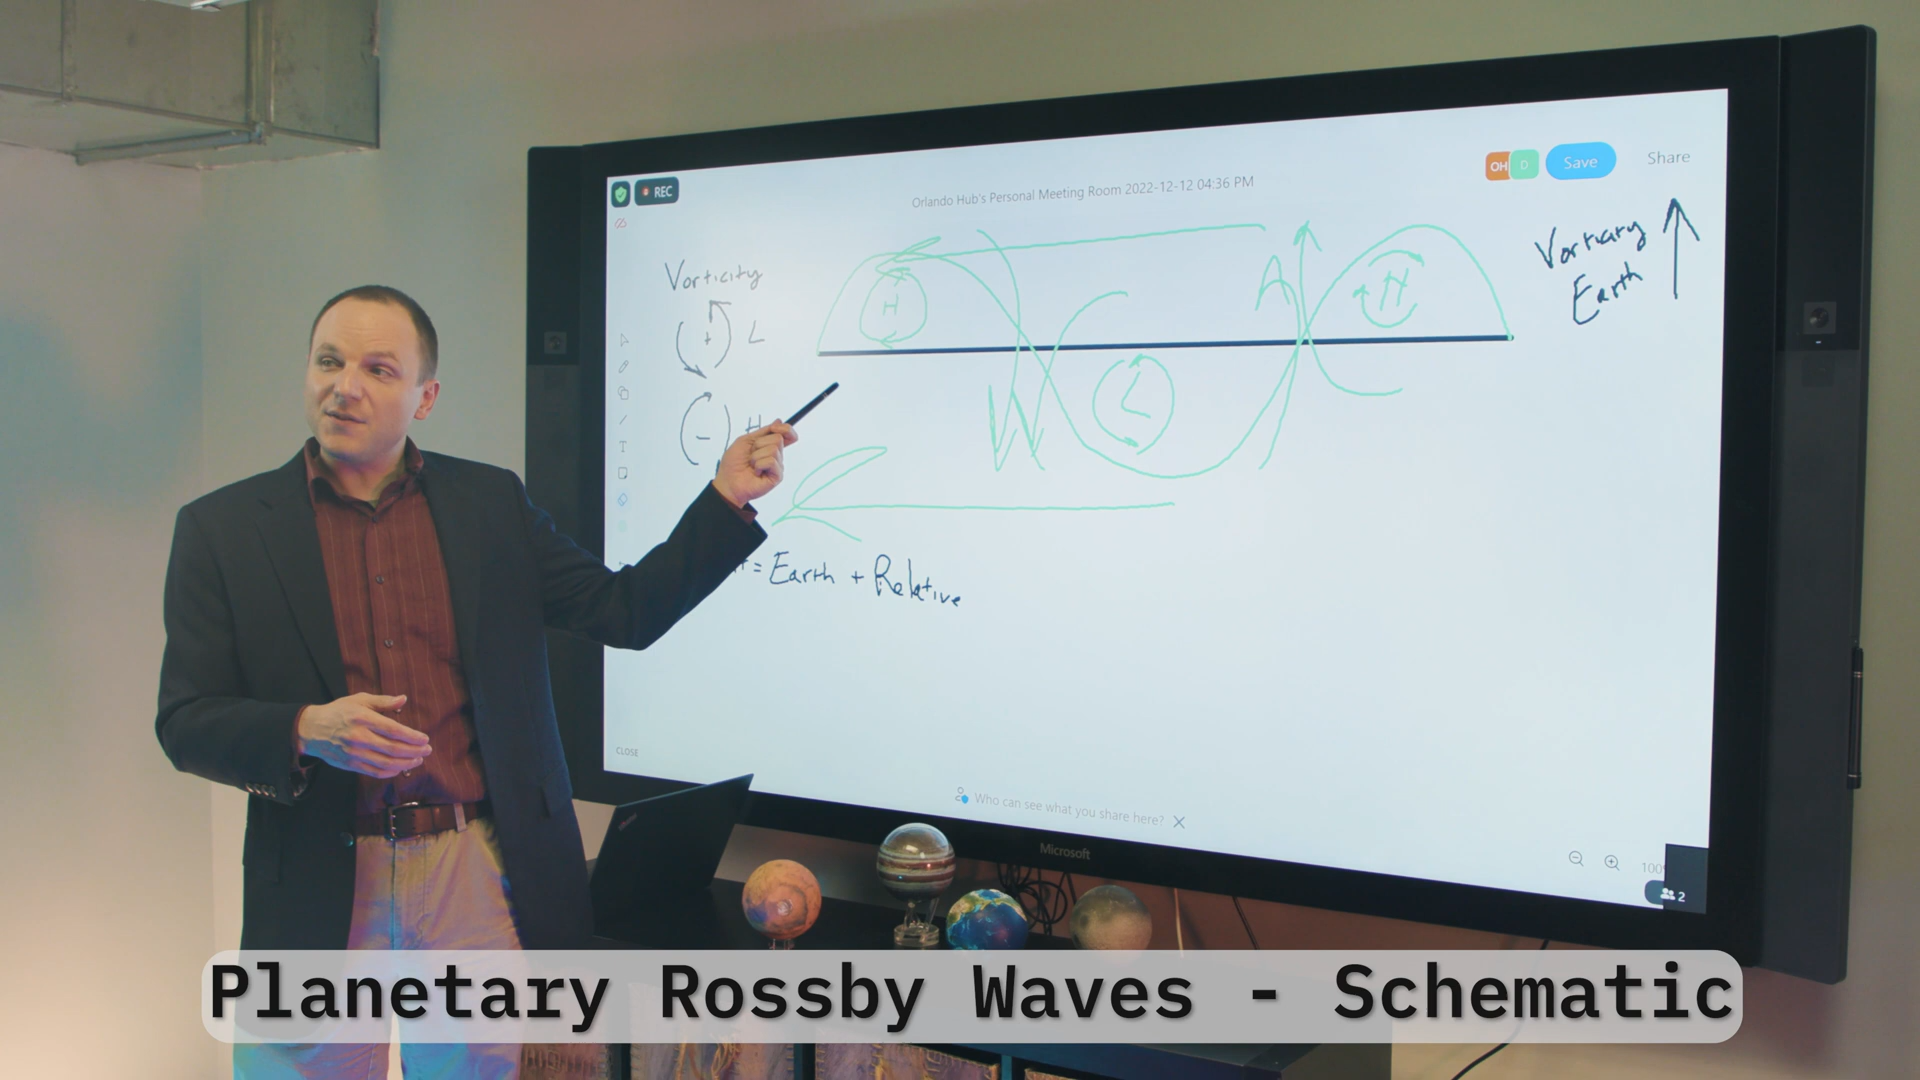 REC
Orlando Hub's Personal Meeting Room 2022-12-12 04:36 PM
OH D Save Share
Vorticity
+ L
- H
H
A
H
L
Vorticity
Earth
= Earth + Relative
CLOSE
Who can see what you share here?
Microsoft
100
2
Planetary Rossby Waves - Schematic